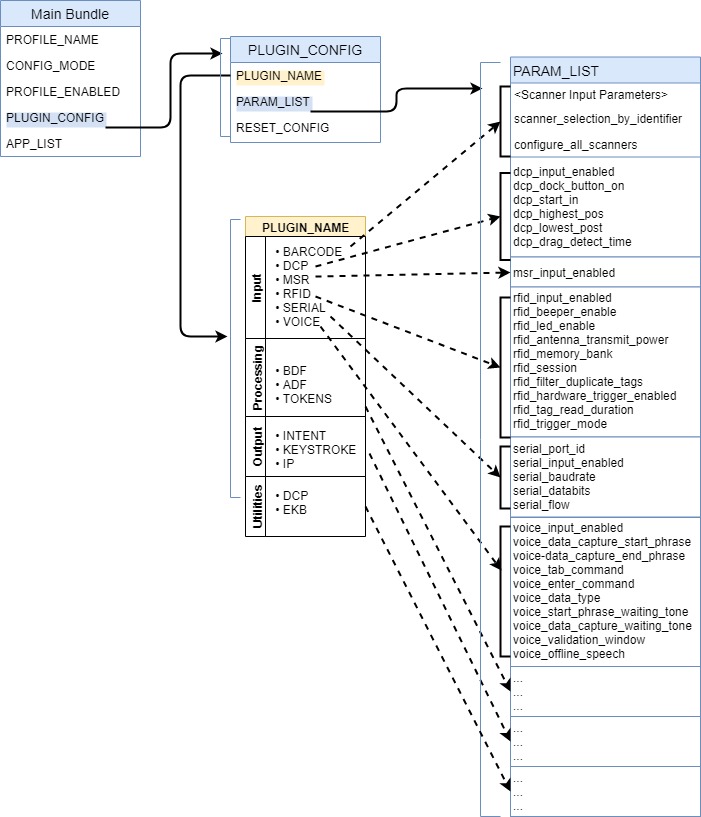 Main Bundle
PROFILE_NAME
CONFIG_MODE
PROFILE_ENABLED
PLUGIN_CONFIG
APP_LIST
PLUGIN_CONFIG
PLUGIN_NAME
PARAM_LIST
RESET_CONFIG
PLUGIN_NAME
Input
• BARCODE
• DCP
• MSR
• RFID
• SERIAL
• VOICE
Processing
• BDF
• ADF
• TOKENS
Output
• INTENT
• KEYSTROKE
• IP
Utilities
• DCP
• EKB
PARAM_LIST
<Scanner Input Parameters>
scanner_selection_by_identifier
configure_all_scanners
dcp_input_enabled
dcp_dock_button_on
dcp_start_in
dcp_highest_pos
dcp_lowest_post
dcp_drag_detect_time
msr_input_enabled
rfid_input_enabled
rfid_beeper_enable
rfid_led_enable
rfid_antenna_transmit_power
rfid_memory_bank
rfid_session
rfid_filter_duplicate_tags
rfid_hardware_trigger_enabled
rfid_tag_read_duration
rfid_trigger_mode
serial_port_id
serial_input_enabled
serial_baudrate
serial_databits
serial_flow
voice_input_enabled
voice_data_capture_start_phrase
voice-data_capture_end_phrase
voice_tab_command
voice_enter_command
voice_data_type
voice_start_phrase_waiting_tone
voice_data_capture_waiting_tone
voice_validation_window
voice_offline_speech
...
...
...
...
...
...
...
...
...